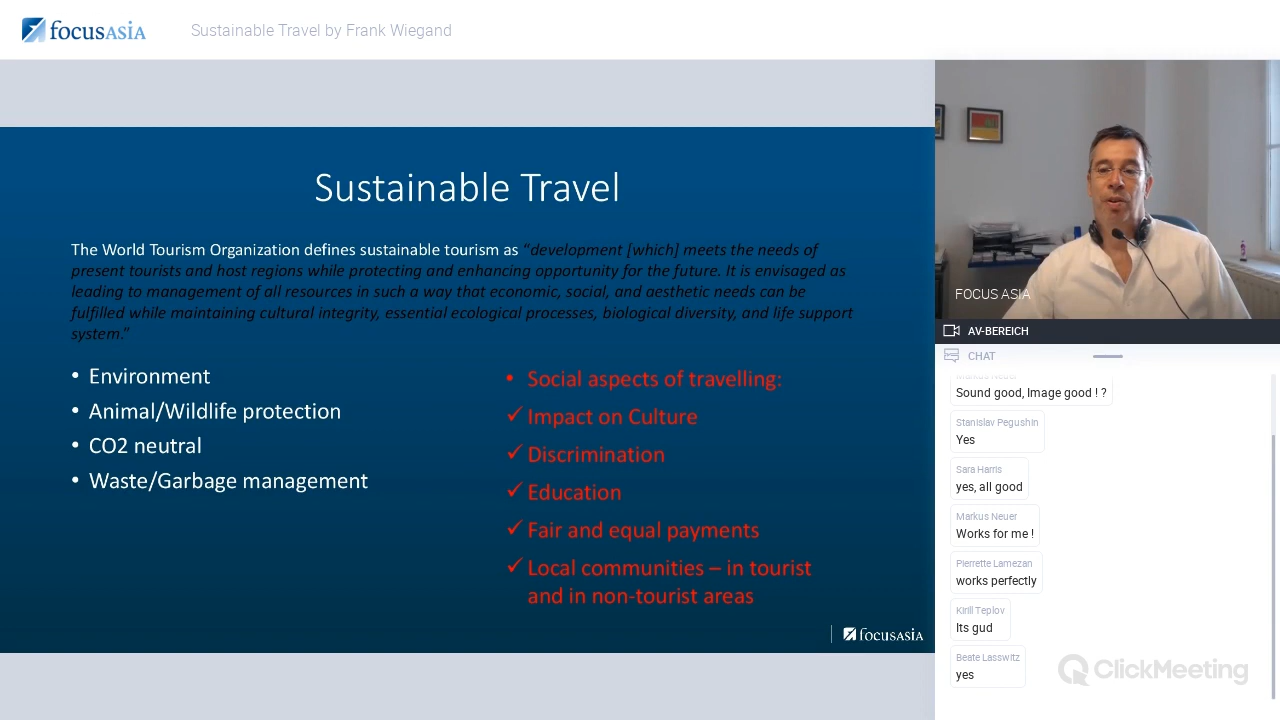 focusASIA
Sustainable Travel by Frank Wiegand
Sustainable Travel
The World Tourism Organization defines sustainable tourism as “development [which] meets the needs of
present tourists and host regions while protecting and enhancing opportunity for the future. It is envisaged as
leading to management of all resources in such a way that economic, social, and aesthetic needs can be
fulfilled while maintaining cultural integrity, essential ecological processes, biological diversity, and life support
system.”
• Environment
• Animal/Wildlife protection
• CO2 neutral
• Waste/Garbage management
• Social aspects of travelling:
✓ Impact on Culture
✓ Discrimination
✓ Education
✓ Fair and equal payments
✓ Local communities – in tourist
and in non-tourist areas
focusASIA
FOCUS ASIA
AV-BEREICH
CHAT
Markus Neuer
Sound good, Image good ! ?
Stanislav Pegushin
Yes
Sara Harris
yes, all good
Markus Neuer
Works for me !
Pierrette Lamezan
works perfectly
Kirill Teplov
Its gud
Beate Lasswitz
yes
ClickMeeting